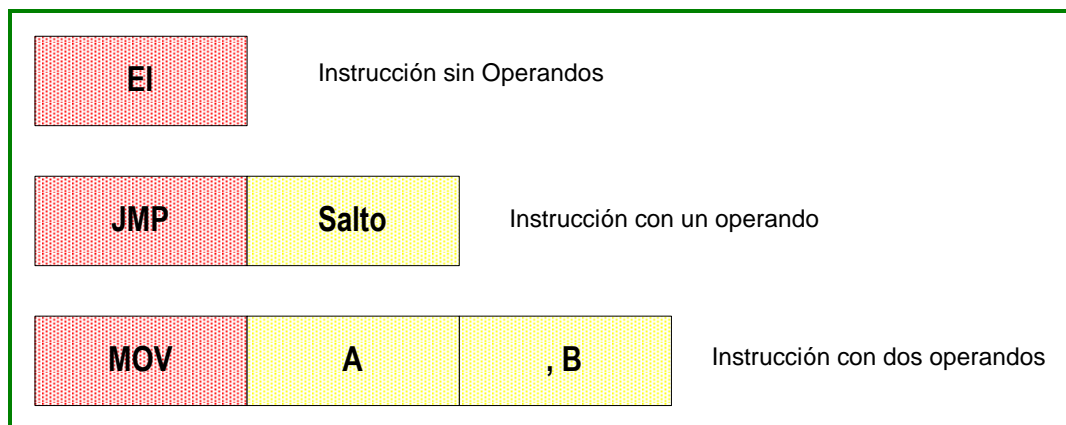 EI Instrucción sin Operandos
JMP Salto Instrucción con un operando
MOV A , B Instrucción con dos operandos